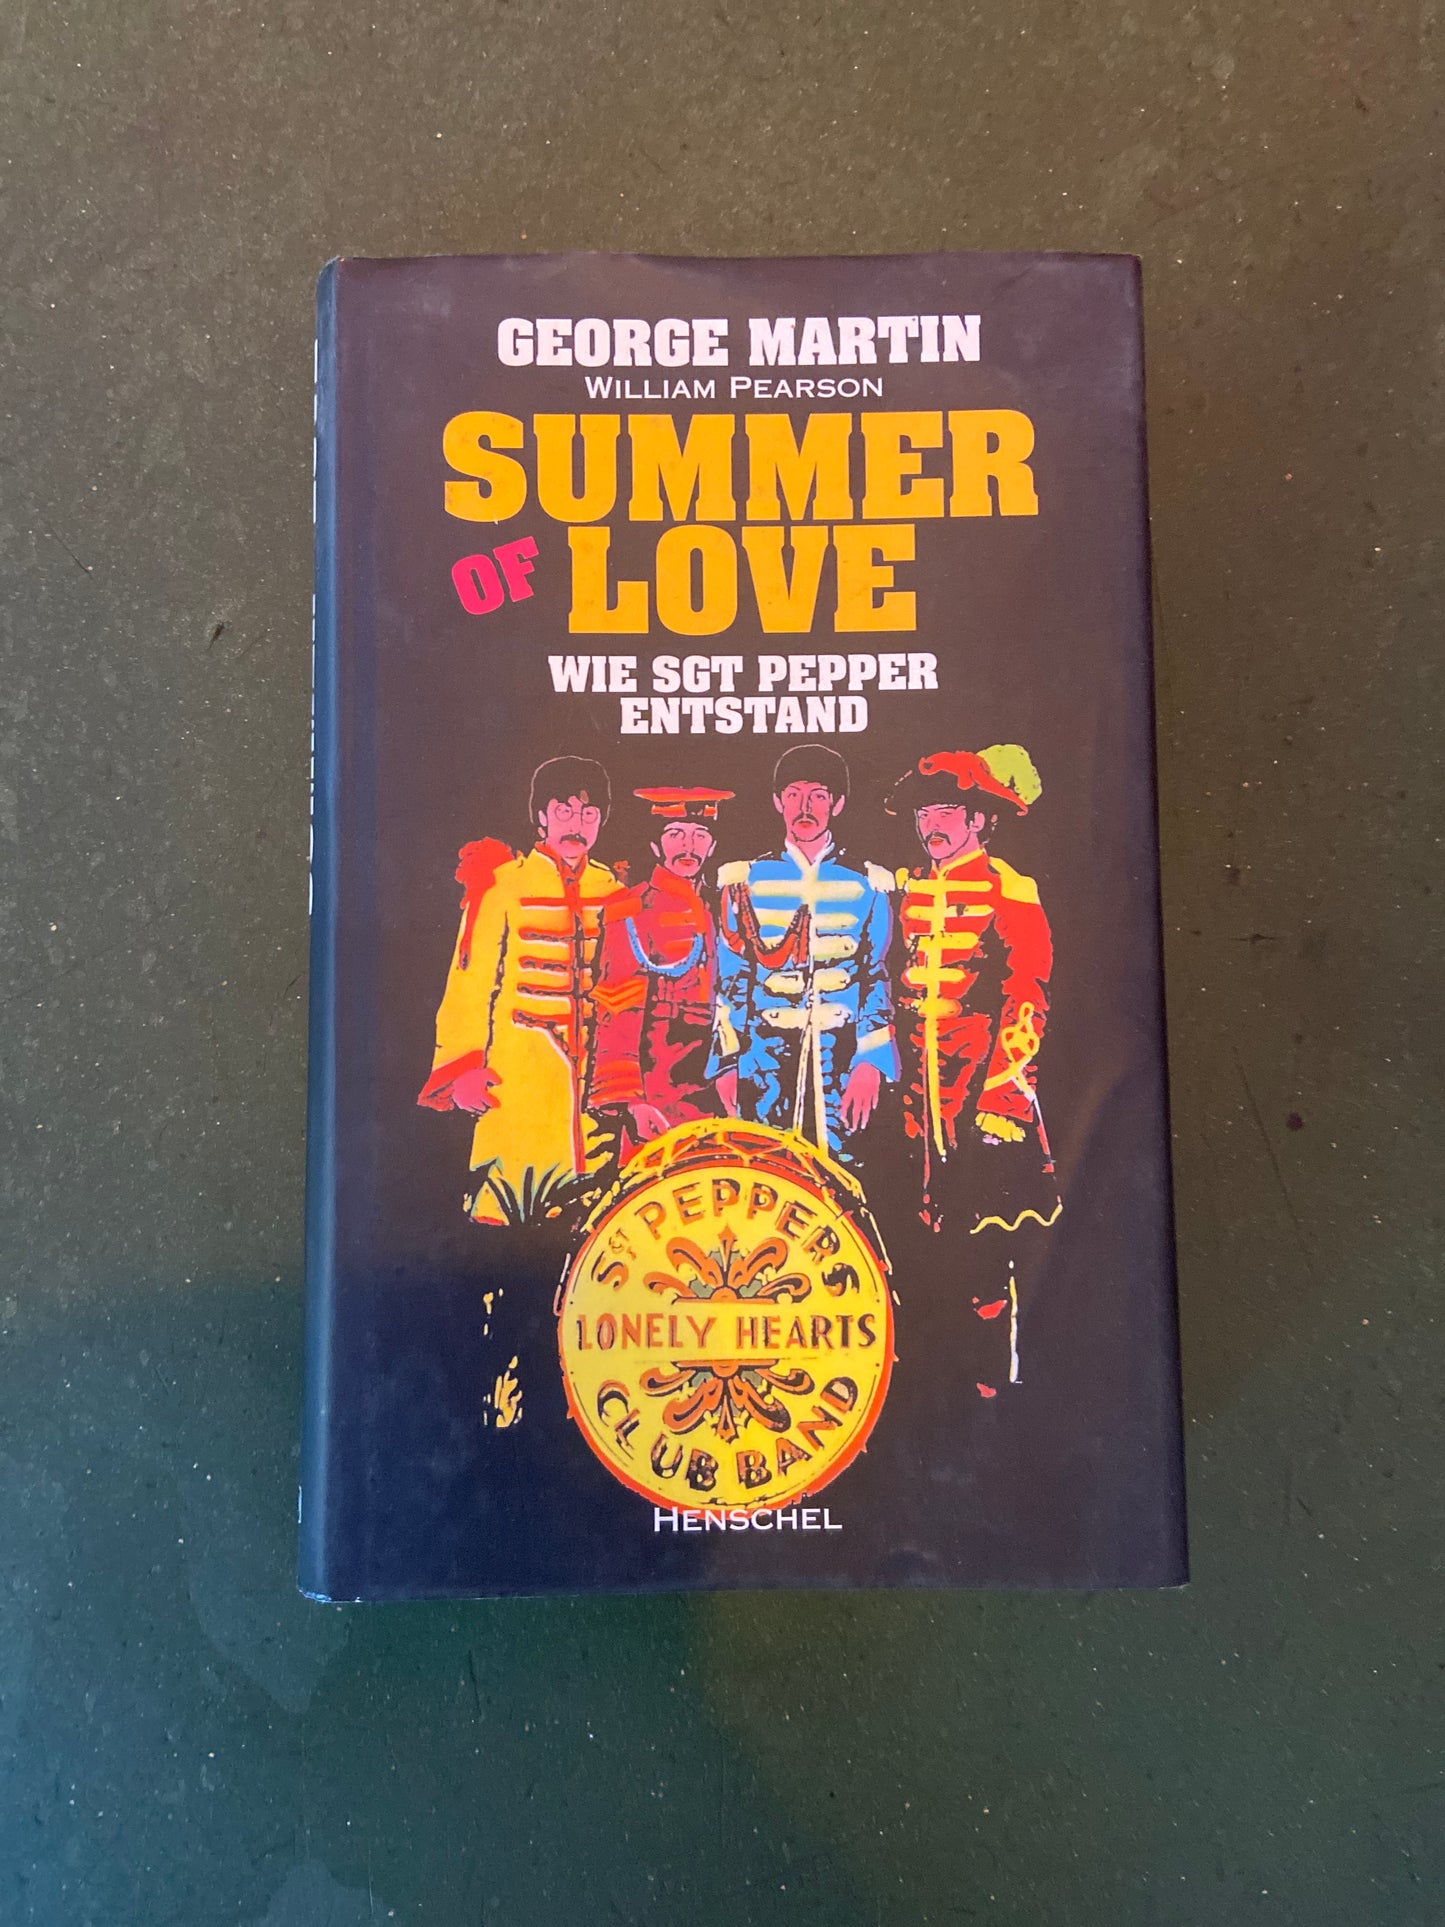 GEORGE MARTIN
WILLIAM PEARSON
SUMMER
OF LOVE
WIE SGT PEPPER
ENTSTAND
SGT PEPPERS
LONELY HEARTS
CLUB BAND
HENSCHEL